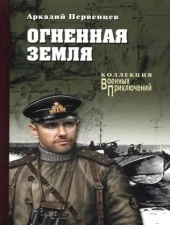 Аркадий Первенцев
ОГНЕННАЯ
ЗЕМЛЯ
КОЛЛЕКЦИЯ
Военных
Приключений